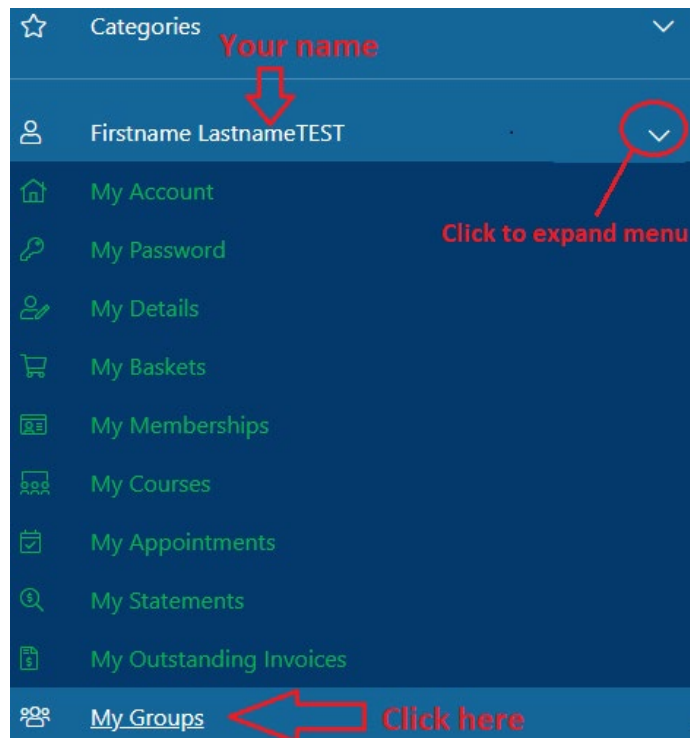 Categories
Your name
Firstname LastnameTEST
My Account
Click to expand menu
My Password
My Details
My Baskets
My Memberships
My Courses
My Appointments
My Statements
My Outstanding Invoices
My Groups Click here